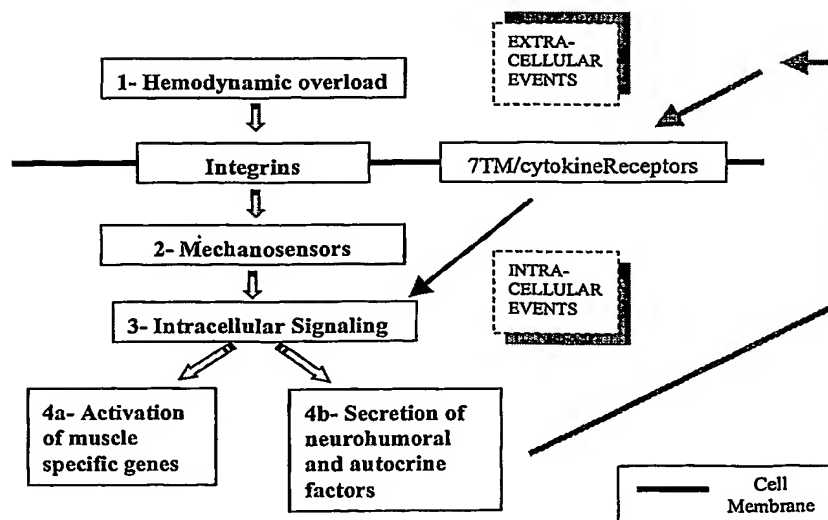 EXTRA-
CELLULAR
EVENTS
1- Hemodynamic overload
Integrins
7TM/cytokineReceptors
2- Mechanosensors
INTRA-
CELLULAR
EVENTS
3- Intracellular Signaling
4a- Activation
of muscle
specific genes
4b- Secretion of
neurohumoral
and autocrine
factors
Cell
Membrane